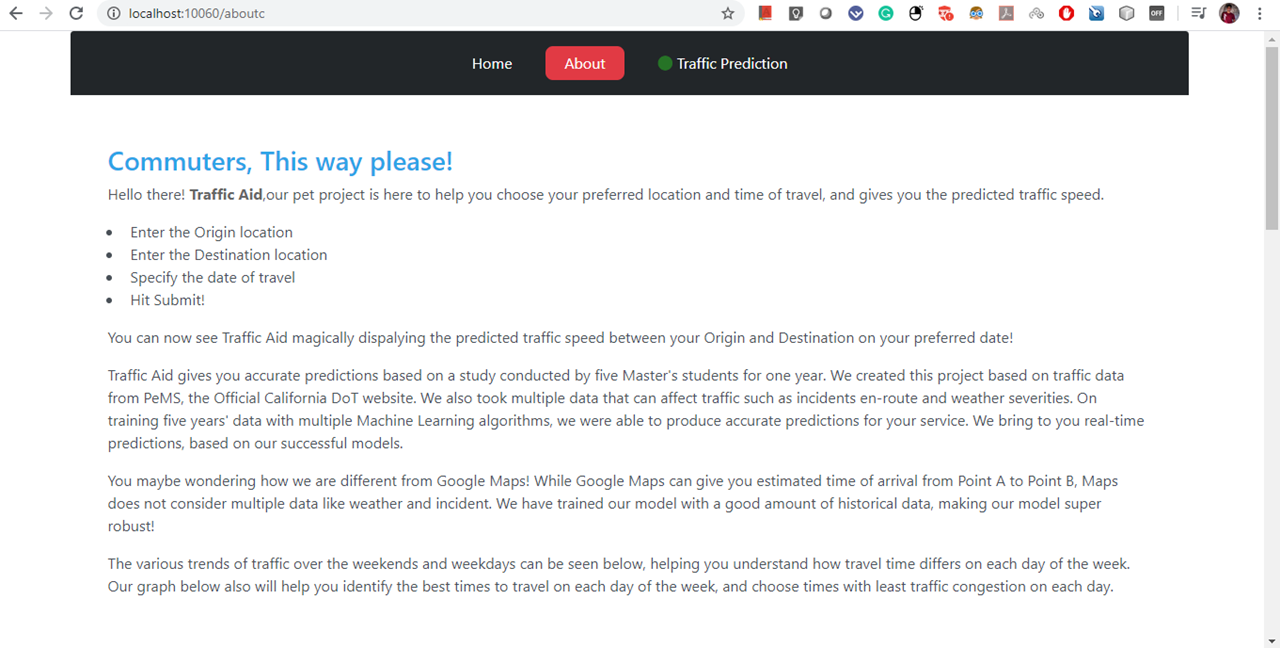 localhost:10060/aboutc
OFF
Home About Traffic Prediction
Commuters, This way please!
Hello there! Traffic Aid,our pet project is here to help you choose your preferred location and time of travel, and gives you the predicted traffic speed.
Enter the Origin location
Enter the Destination location
Specify the date of travel
Hit Submit!
You can now see Traffic Aid magically dispalying the predicted traffic speed between your Origin and Destination on your preferred date!
Traffic Aid gives you accurate predictions based on a study conducted by five Master's students for one year. We created this project based on traffic data
from PeMS, the Official California DoT website. We also took multiple data that can affect traffic such as incidents en-route and weather severities. On
training five years' data with multiple Machine Learning algorithms, we were able to produce accurate predictions for your service. We bring to you real-time
predictions, based on our successful models.
You maybe wondering how we are different from Google Maps! While Google Maps can give you estimated time of arrival from Point A to Point B, Maps
does not consider multiple data like weather and incident. We have trained our model with a good amount of historical data, making our model super
robust!
The various trends of traffic over the weekends and weekdays can be seen below, helping you understand how travel time differs on each day of the week.
Our graph below also will help you identify the best times to travel on each day of the week, and choose times with least traffic congestion on each day.